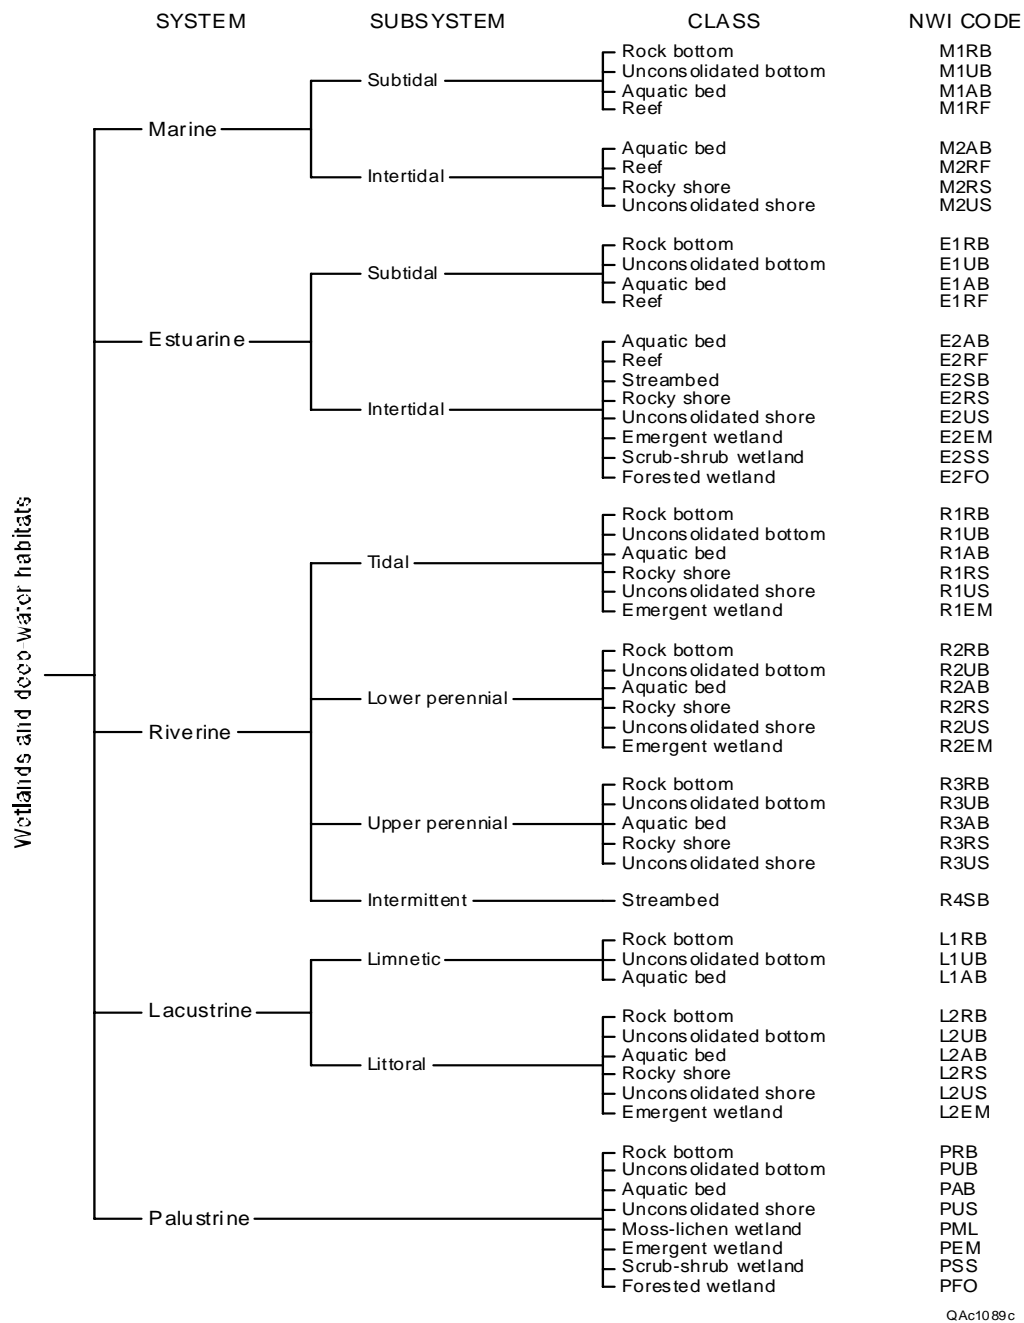 SYSTEM SUBSYSTEM CLASS NWI CODE
Rock bottom M1RB
Subtidal Unconsolidated bottom M1UB
Aquatic bed M1AB
Reef M1RF
Marine
Aquatic bed M2AB
Reef M2RF
Intertidal Rocky shore M2RS
Unconsolidated shore M2US
Rock bottom E1RB
Subtidal Unconsolidated bottom E1UB
Aquatic bed E1AB
Reef E1RF
Estuarine Aquatic bed E2AB
Reef E2RF
Streambed E2SB
Rocky shore E2RS
Intertidal Unconsolidated shore E2US
Emergent wetland E2EM
Scrub-shrub wetland E2SS
Forested wetland E2FO
Wetlands and deep-water habitats
Rock bottom R1RB
Unconsolidated bottom R1UB
Tidal Aquatic bed R1AB
Rocky shore R1RS
Unconsolidated shore R1US
Emergent wetland R1EM
Rock bottom R2RB
Unconsolidated bottom R2UB
Aquatic bed R2AB
Lower perennial Rocky shore R2RS
Unconsolidated shore R2US
Riverine Emergent wetland R2EM
Rock bottom R3RB
Unconsolidated bottom R3UB
Upper perennial Aquatic bed R3AB
Rocky shore R3RS
Unconsolidated shore R3US
Intermittent Streambed R4SB
Rock bottom L1RB
Limnetic Unconsolidated bottom L1UB
Aquatic bed L1AB
Lacustrine Rock bottom L2RB
Unconsolidated bottom L2UB
Littoral Aquatic bed L2AB
Rocky shore L2RS
Unconsolidated shore L2US
Emergent wetland L2EM
Rock bottom PRB
Unconsolidated bottom PUB
Aquatic bed PAB
Unconsolidated shore PUS
Palustrine Moss-lichen wetland PML
Emergent wetland PEM
Scrub-shrub wetland PSS
Forested wetland PFO
QAc1089c